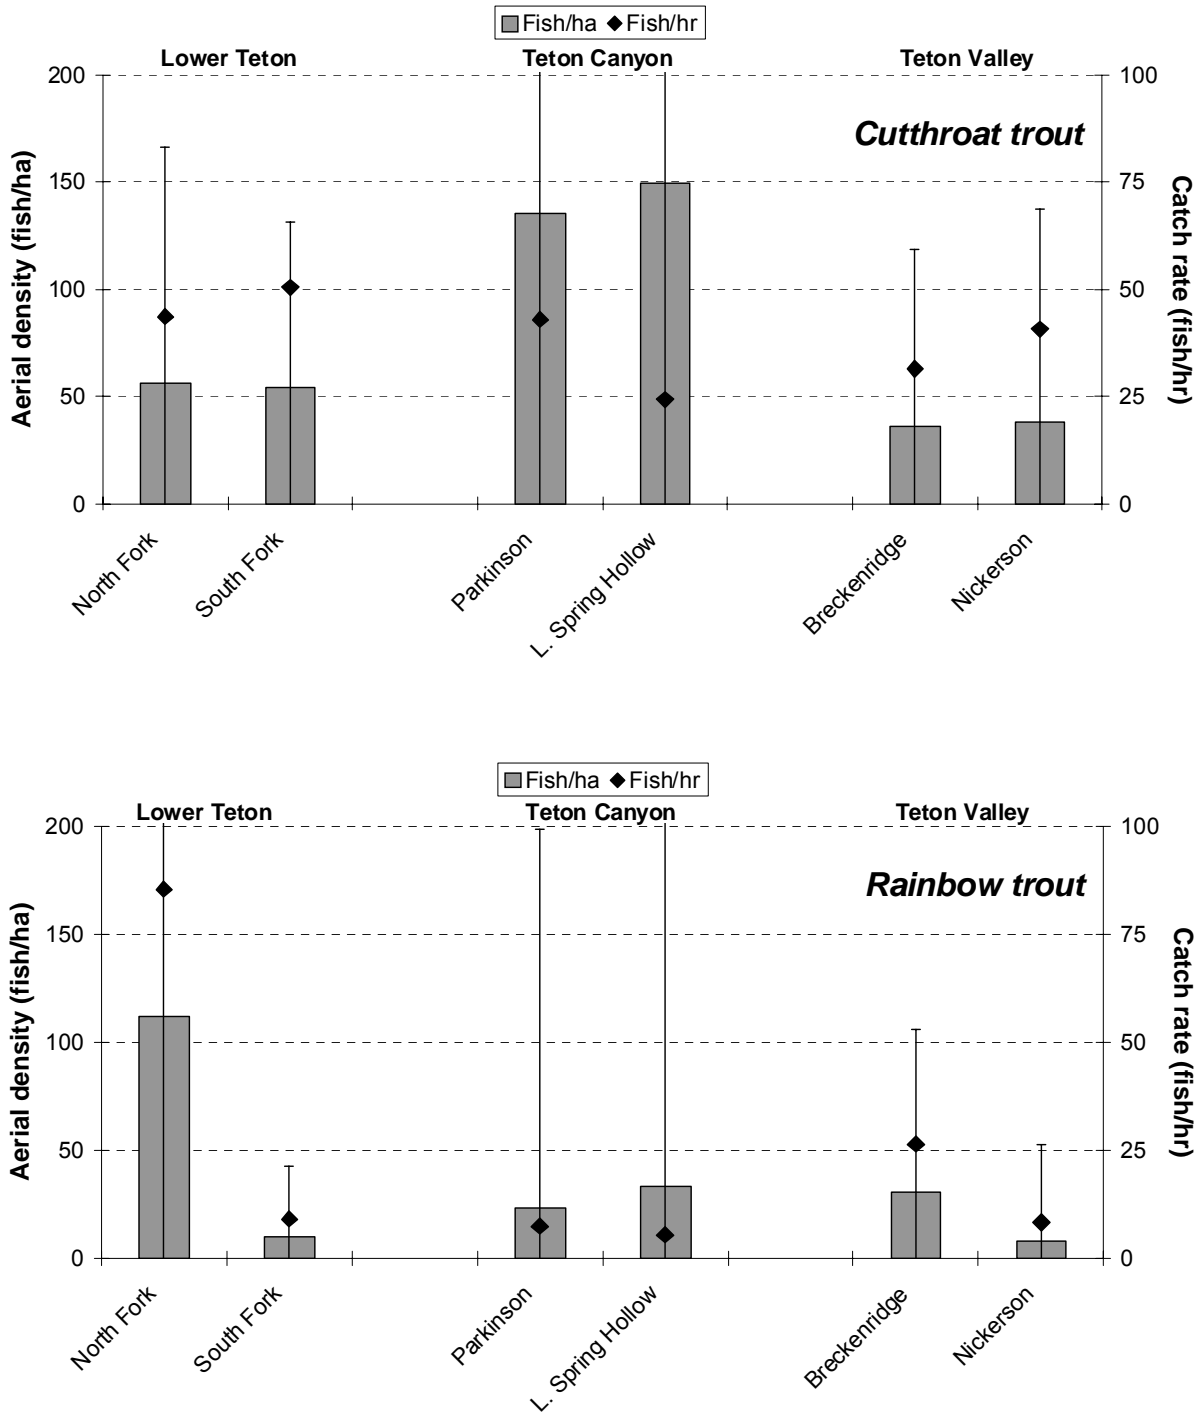 Fish/ha Fish/hr
Lower Teton Teton Canyon Teton Valley
Cutthroat trout
Aerial density (fish/ha)
200
150
100
50
0
100
75
50
25
0
Catch rate (fish/hr)
North Fork
South Fork
Parkinson
L. Spring Hollow
Breckenridge
Nickerson
Fish/ha Fish/hr
Lower Teton Teton Canyon Teton Valley
Rainbow trout
Aerial density (fish/ha)
200
150
100
50
0
100
75
50
25
0
Catch rate (fish/hr)
North Fork
South Fork
Parkinson
L. Spring Hollow
Breckenridge
Nickerson